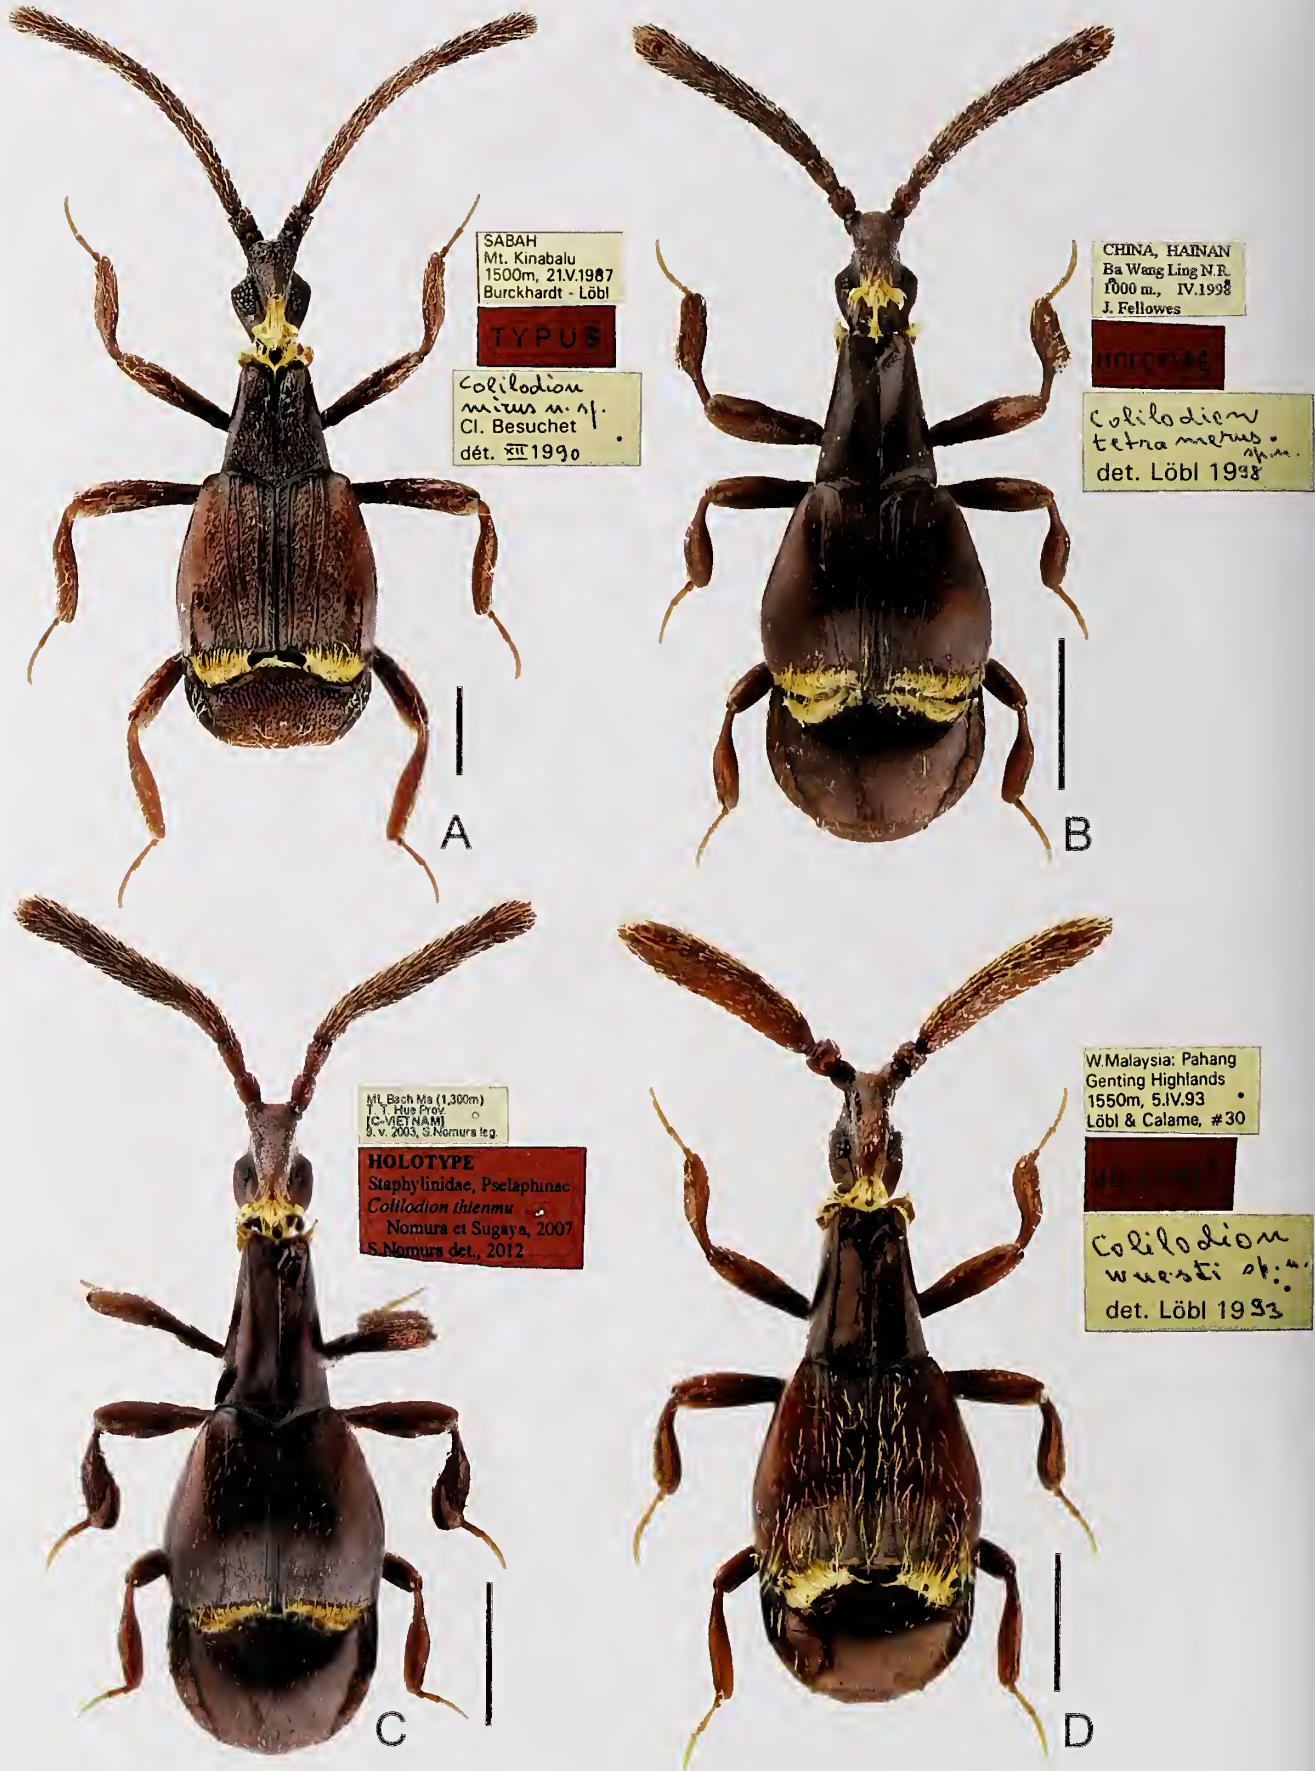 SABAH
Mt. Kinabalu
1500m, 21.V.1987
Burckhardt - Löbl
TYPUS
Colilodion
mirus n. sp.
Cl. Besuchet
dét. XII 1990
A
CHINA, HAINAN
Ba Wang Ling N.R.
1000 m., IV.1998
J. Fellowes
HOLOTYPE
Colilodion
tetramerus
sp.n.
det. Löbl 1998
B
Mt. Bach Ma (1,300m)
T. T. Hue Prov.
[C-VIETNAM]
9. v. 2003, S.Nomura leg.
HOLOTYPE
Staphylinidae, Pselaphinae
Colilodion thienmu
Nomura et Sugaya, 2007
S.Nomura det., 2012
C
W.Malaysia: Pahang
Genting Highlands
1550m, 5.IV.93
Löbl & Calame, #30
Colilodion
wuesti sp.n.
det. Löbl 1993
D